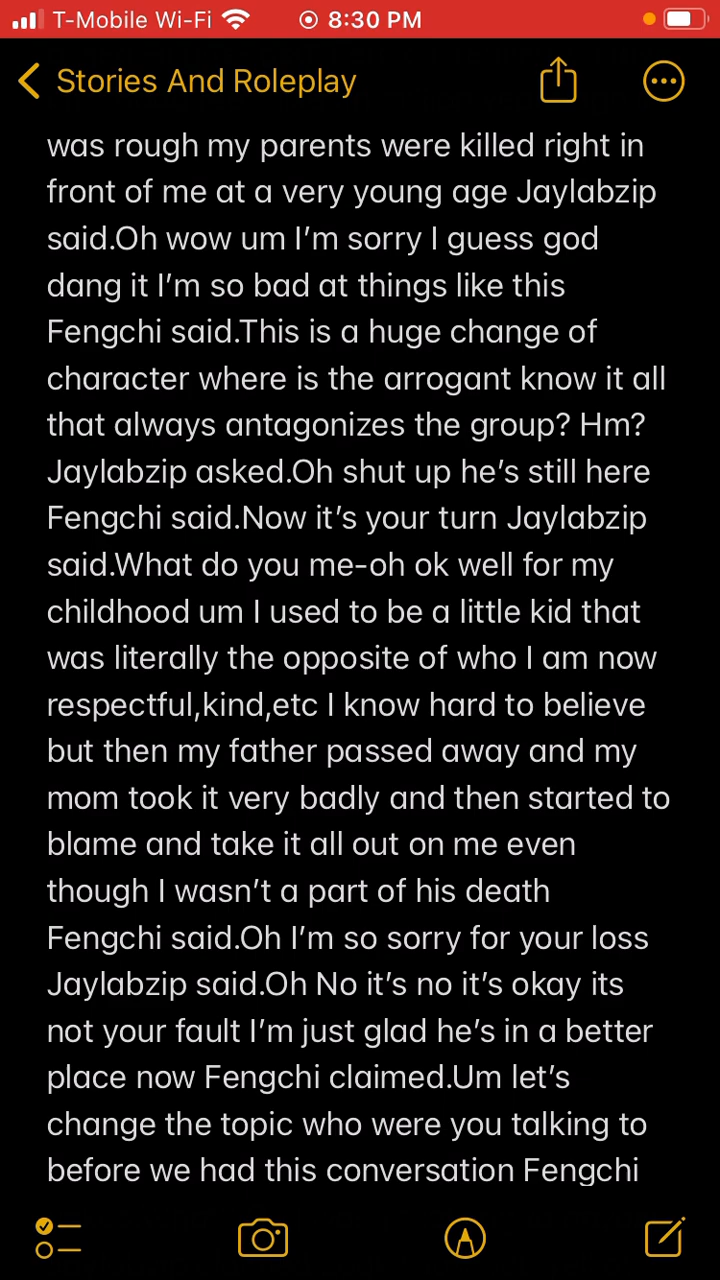 T-Mobile Wi-Fi 8:30 PM
Stories And Roleplay
was rough my parents were killed right in
front of me at a very young age Jaylabzip
said.Oh wow um I’m sorry I guess god
dang it I’m so bad at things like this
Fengchi said.This is a huge change of
character where is the arrogant know it all
that always antagonizes the group? Hm?
Jaylabzip asked.Oh shut up he’s still here
Fengchi said.Now it’s your turn Jaylabzip
said.What do you me-oh ok well for my
childhood um I used to be a little kid that
was literally the opposite of who I am now
respectful,kind,etc I know hard to believe
but then my father passed away and my
mom took it very badly and then started to
blame and take it all out on me even
though I wasn’t a part of his death
Fengchi said.Oh I’m so sorry for your loss
Jaylabzip said.Oh No it’s no it’s okay its
not your fault I’m just glad he’s in a better
place now Fengchi claimed.Um let’s
change the topic who were you talking to
before we had this conversation Fengchi